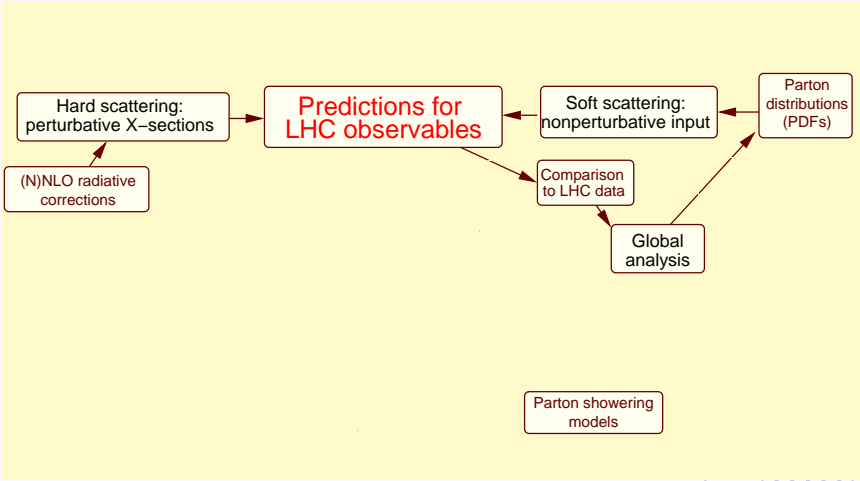 Hard scattering:
perturbative X−sections
(N)NLO radiative
corrections
Predictions for
LHC observables
Soft scattering:
nonperturbative input
Parton
distributions
(PDFs)
Comparison
to LHC data
Global
analysis
Parton showering
models